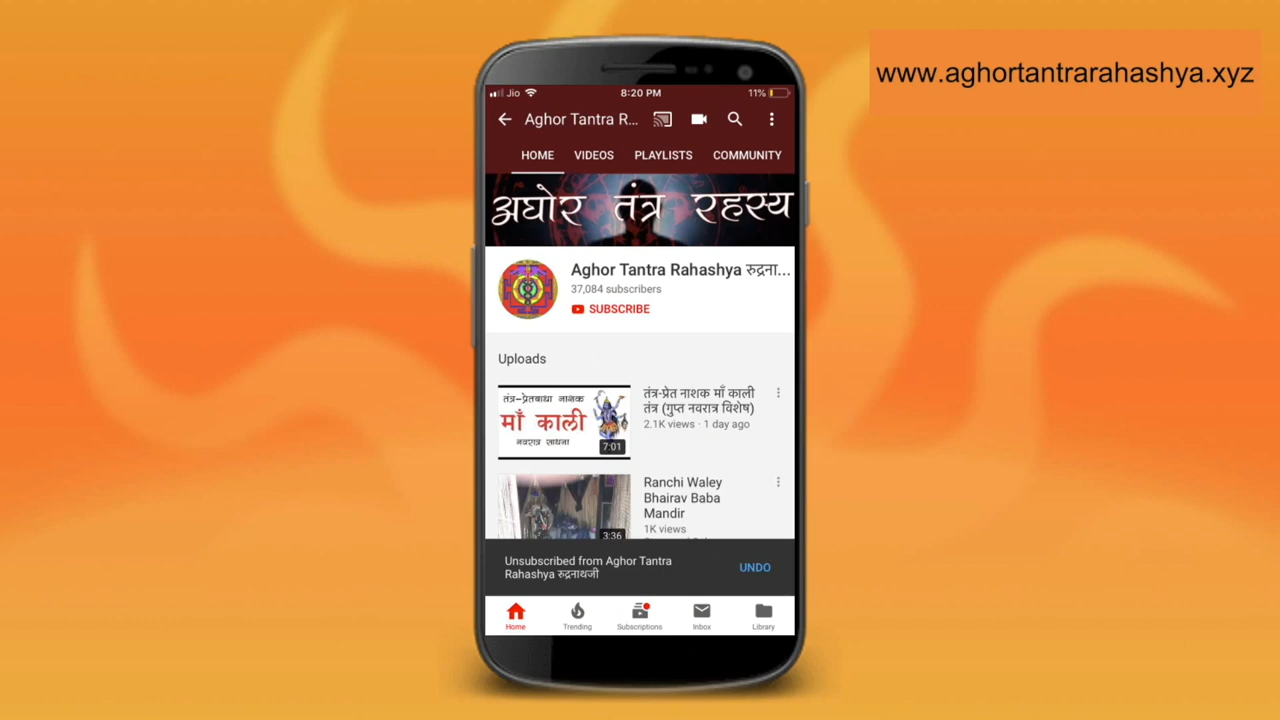 www.aghortantrarahashya.xyz
Jio
8:20 PM
11%
Aghor Tantra R...
HOME VIDEOS PLAYLISTS COMMUNITY
अघोर तंत्र रहस्य
Aghor Tantra Rahashya रुद्रना...
37,084 subscribers
SUBSCRIBE
Uploads
तंत्र-प्रेतबाधा नाशक
माँ काली
नवरात्र साधना
7:01
तंत्र-प्रेत नाशक माँ काली
तंत्र (गुप्त नवरात्र विशेष)
2.1K views · 1 day ago
Ranchi Waley
Bhairav Baba
Mandir
1K views
3:36
Unsubscribed from Aghor Tantra
Rahashya रुद्रनाथजी
UNDO
Home Trending Subscriptions Inbox Library